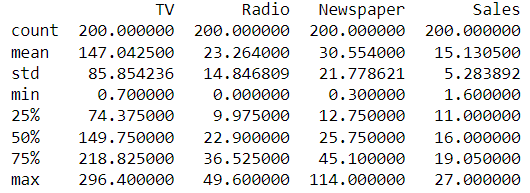 TV Radio Newspaper Sales
count 200.000000 200.000000 200.000000 200.000000
mean 147.042500 23.264000 30.554000 15.130500
std 85.854236 14.846809 21.778621 5.283892
min 0.700000 0.000000 0.300000 1.600000
25% 74.375000 9.975000 12.750000 11.000000
50% 149.750000 22.900000 25.750000 16.000000
75% 218.825000 36.525000 45.100000 19.050000
max 296.400000 49.600000 114.000000 27.000000